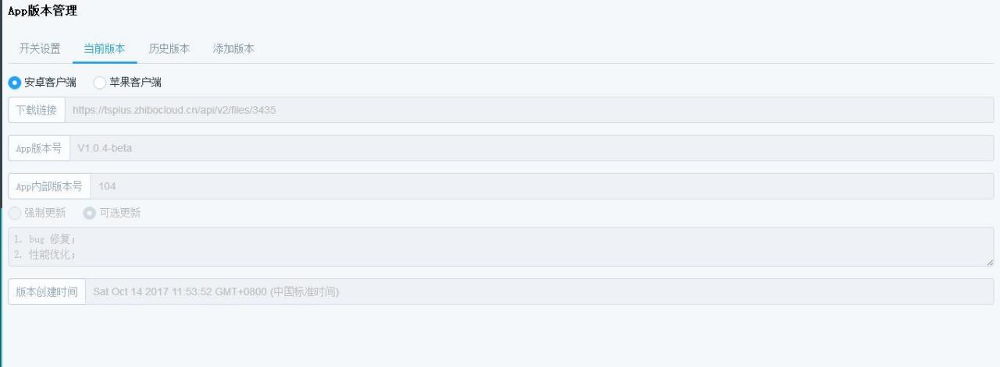 App版本管理
开关设置 当前版本 历史版本 添加版本
安卓客户端 苹果客户端
下载链接 https://tsplus.zhibocloud.cn/api/v2/files/3435
App版本号 V1.0.4-beta
App内部版本号 104
强制更新 可选更新
1. bug 修复；
2. 性能优化；
版本创建时间 Sat Oct 14 2017 11:53:52 GMT+0800 (中国标准时间)